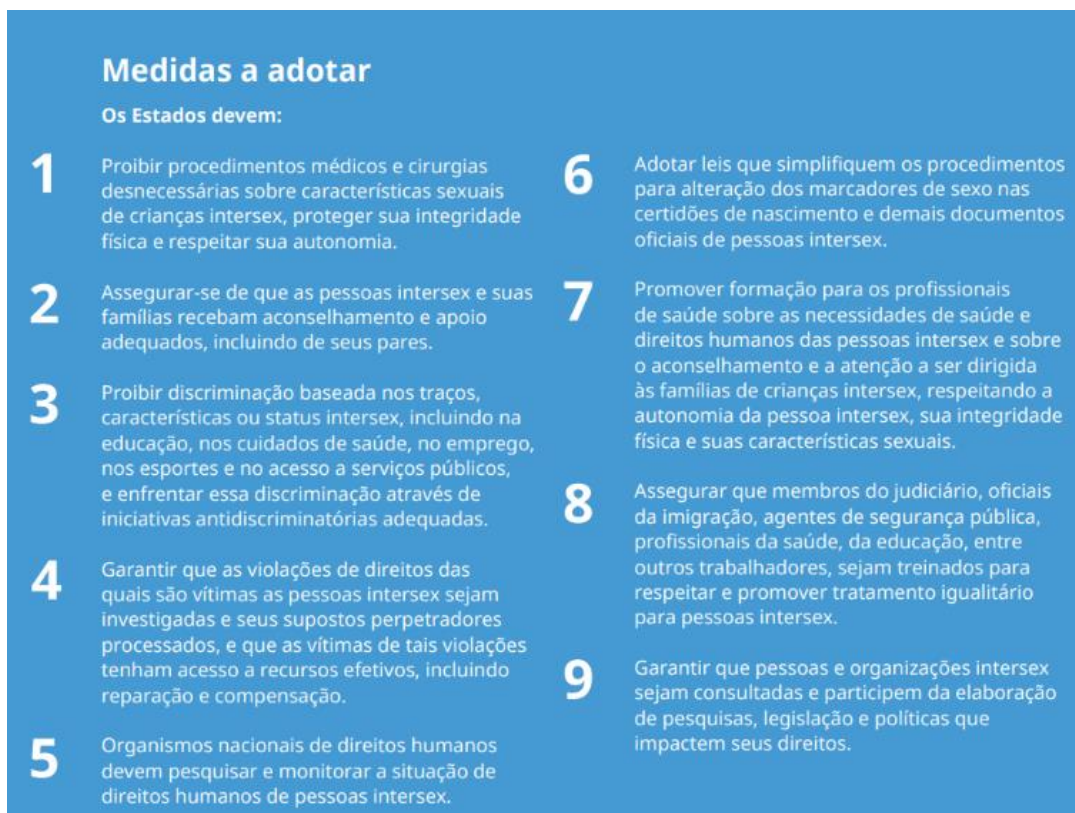 Medidas a adotar
Os Estados devem:
1
Proibir procedimentos médicos e cirurgias
desnecessárias sobre características sexuais
de crianças intersex, proteger sua integridade
física e respeitar sua autonomia.
2
Assegurar-se de que as pessoas intersex e suas
famílias recebam aconselhamento e apoio
adequados, incluindo de seus pares.
3
Proibir discriminação baseada nos traços,
características ou status intersex, incluindo na
educação, nos cuidados de saúde, no emprego,
nos esportes e no acesso a serviços públicos,
e enfrentar essa discriminação através de
iniciativas antidiscriminatórias adequadas.
4
Garantir que as violações de direitos das
quais são vítimas as pessoas intersex sejam
investigadas e seus supostos perpetradores
processados, e que as vítimas de tais violações
tenham acesso a recursos efetivos, incluindo
reparação e compensação.
5
Organismos nacionais de direitos humanos
devem pesquisar e monitorar a situação de
direitos humanos de pessoas intersex.
6
Adotar leis que simplifiquem os procedimentos
para alteração dos marcadores de sexo nas
certidões de nascimento e demais documentos
oficiais de pessoas intersex.
7
Promover formação para os profissionais
de saúde sobre as necessidades de saúde e
direitos humanos das pessoas intersex e sobre
o aconselhamento e a atenção a ser dirigida
às famílias de crianças intersex, respeitando a
autonomia da pessoa intersex, sua integridade
física e suas características sexuais.
8
Assegurar que membros do judiciário, oficiais
da imigração, agentes de segurança pública,
profissionais da saúde, da educação, entre
outros trabalhadores, sejam treinados para
respeitar e promover tratamento igualitário
para pessoas intersex.
9
Garantir que pessoas e organizações intersex
sejam consultadas e participem da elaboração
de pesquisas, legislação e políticas que
impactem seus direitos.